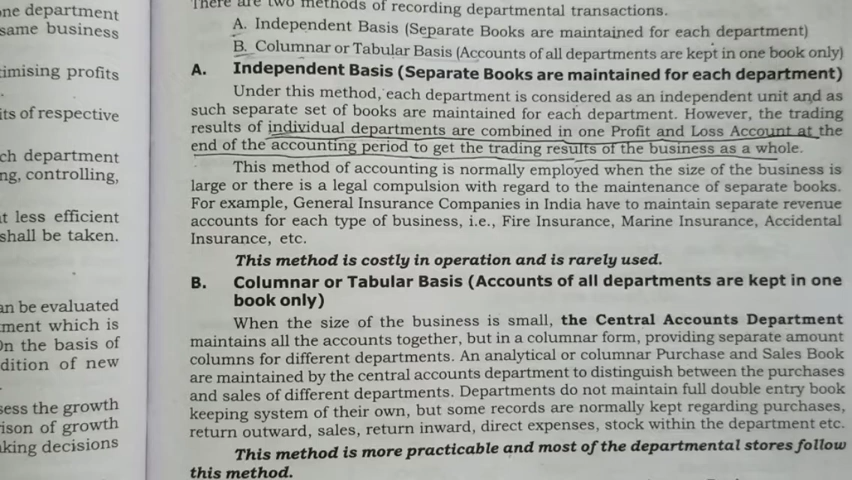 one department
same business
timising profits
its of respective
ch department
ng, controlling,
t less efficient
shall be taken.
an be evaluated
ment which is
On the basis of
dition of new
sess the growth
ison of growth
king decisions
There are two methods of recording departmental transactions.
A. Independent Basis (Separate Books are maintained for each department)
B. Columnar or Tabular Basis (Accounts of all departments are kept in one book only)
A. Independent Basis (Separate Books are maintained for each department)
Under this method, each department is considered as an independent unit and as
such separate set of books are maintained for each department. However, the trading
results of individual departments are combined in one Profit and Loss Account at the
end of the accounting period to get the trading results of the business as a whole.
This method of accounting is normally employed when the size of the business is
large or there is a legal compulsion with regard to the maintenance of separate books.
For example, General Insurance Companies in India have to maintain separate revenue
accounts for each type of business, i.e., Fire Insurance, Marine Insurance, Accidental
Insurance, etc.
This method is costly in operation and is rarely used.
B. Columnar or Tabular Basis (Accounts of all departments are kept in one
book only)
When the size of the business is small, the Central Accounts Department
maintains all the accounts together, but in a columnar form, providing separate amount
columns for different departments. An analytical or columnar Purchase and Sales Book
are maintained by the central accounts department to distinguish between the purchases
and sales of different departments. Departments do not maintain full double entry book
keeping system of their own, but some records are normally kept regarding purchases,
return outward, sales, return inward, direct expenses, stock within the department etc.
This method is more practicable and most of the departmental stores follow
this method.